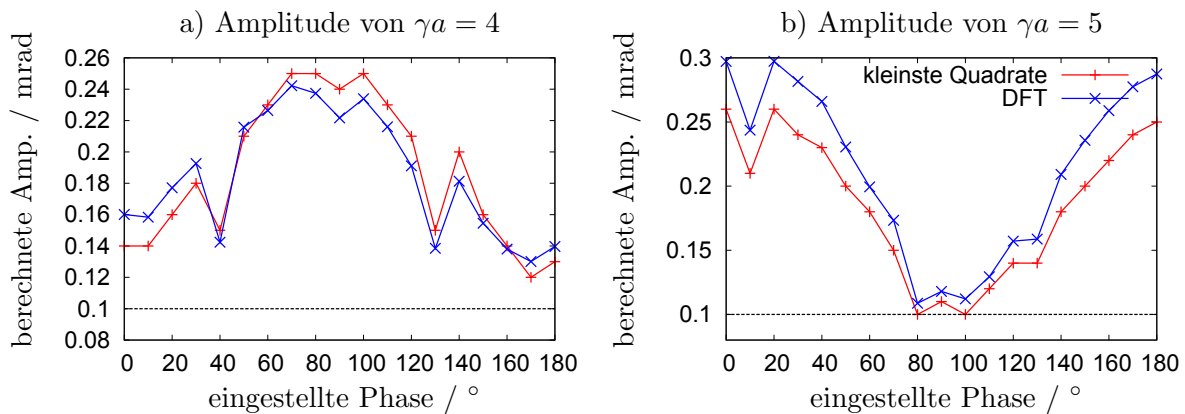 a) Amplitude von γa = 4
berechnete Amp. / mrad
0.26
0.24
0.22
0.2
0.18
0.16
0.14
0.12
0.1
0.08
0 20 40 60 80 100 120 140 160 180
eingestellte Phase / °
b) Amplitude von γa = 5
berechnete Amp. / mrad
kleinste Quadrate
DFT
0.3
0.25
0.2
0.15
0.1
0 20 40 60 80 100 120 140 160 180
eingestellte Phase / °